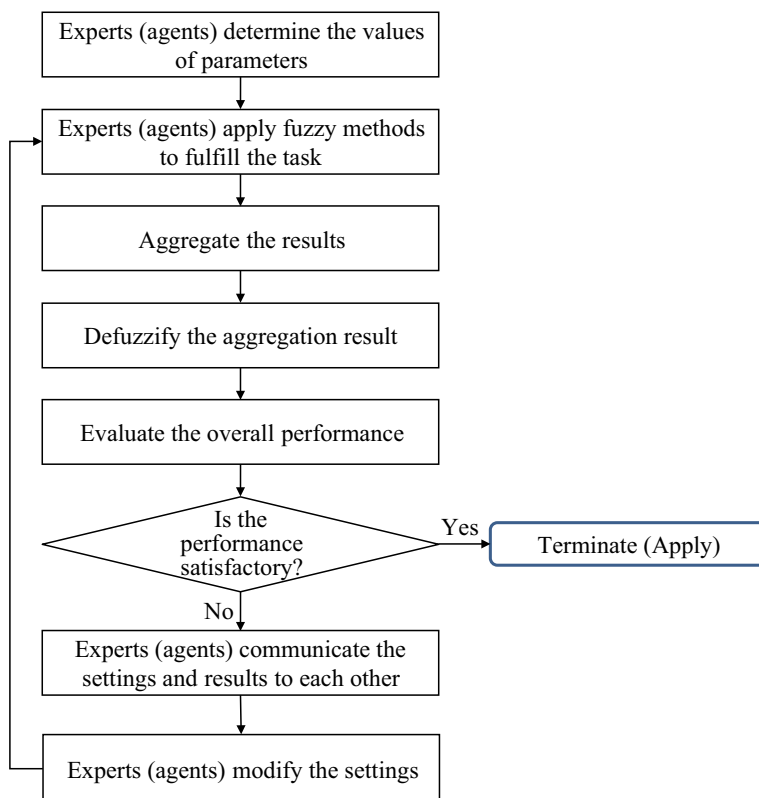 Experts (agents) determine the values
of parameters
Experts (agents) apply fuzzy methods
to fulfill the task
Aggregate the results
Defuzzify the aggregation result
Evaluate the overall performance
Is the
performance
satisfactory?
Yes
Terminate (Apply)
No
Experts (agents) communicate the
settings and results to each other
Experts (agents) modify the settings